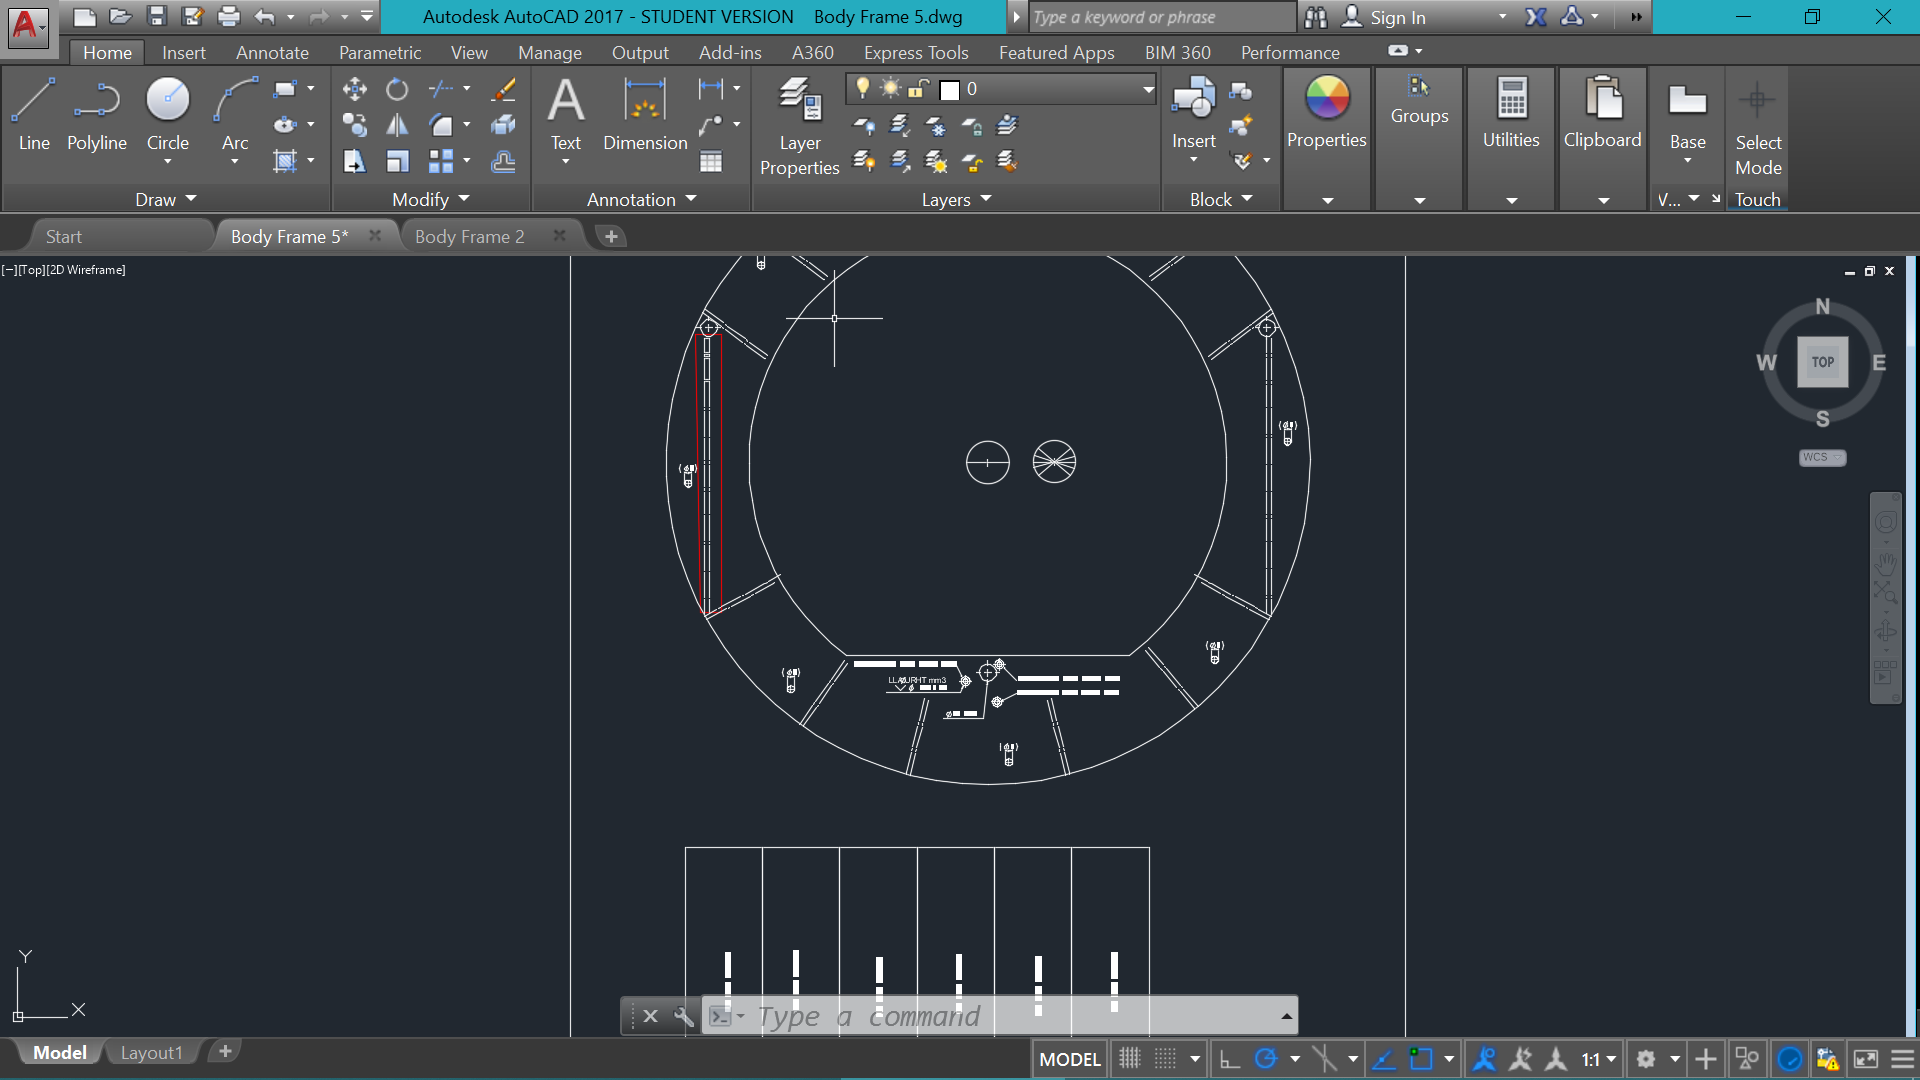 Autodesk AutoCAD 2017 - STUDENT VERSION Body Frame 5.dwg
Type a keyword or phrase
Sign In
Home Insert Annotate Parametric View Manage Output Add-ins A360 Express Tools Featured Apps BIM 360 Performance
0
Line Polyline Circle Arc
Text Dimension
Layer Properties
Insert
Properties
Groups
Utilities
Clipboard
Base
Select Mode
Draw Modify Annotation Layers Block V... Touch
Start Body Frame 5* Body Frame 2
[−][Top][2D Wireframe]
N
W TOP E
S
WCS
Y
X
Type a command
Model Layout1
MODEL 1:1